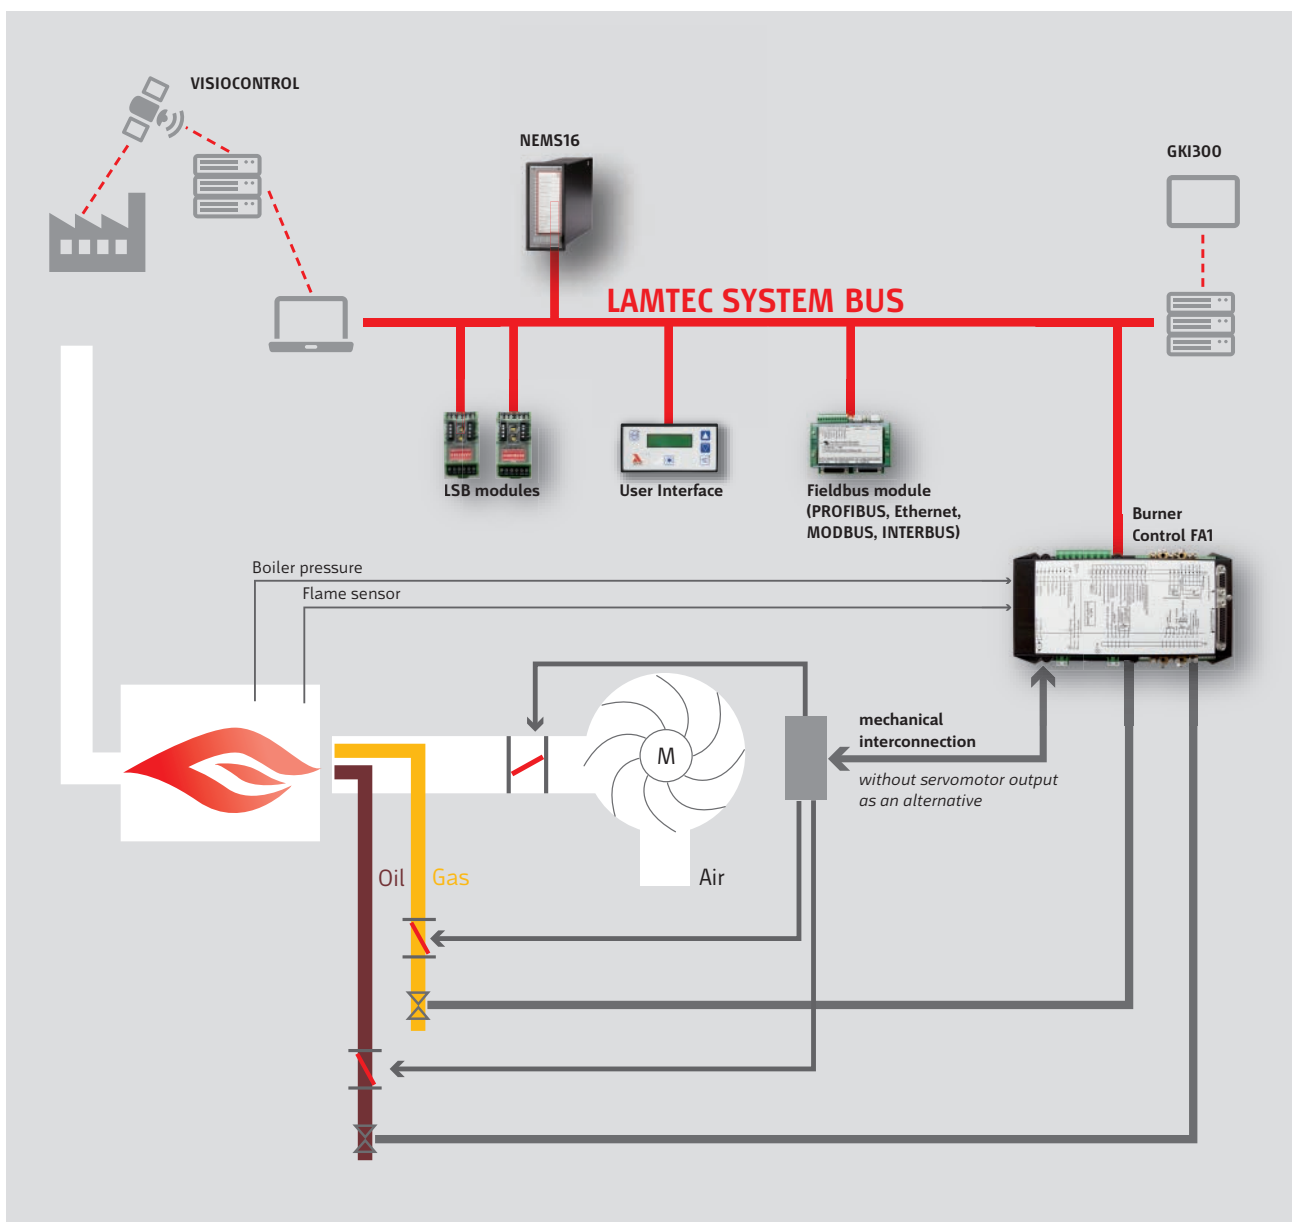 VISIOCONTROL
NEMS16
GKI300
LAMTEC SYSTEM BUS
LSB modules
User Interface
Fieldbus module
(PROFIBUS, Ethernet,
MODBUS, INTERBUS)
Burner
Control FA1
Boiler pressure
Flame sensor
mechanical
interconnection
without servomotor output
as an alternative
M
Oil
Gas
Air